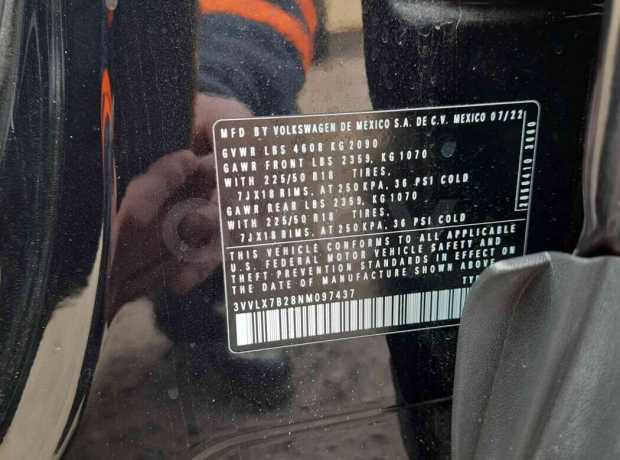 MFD BY VOLKSWAGEN DE MEXICO S.A. DE C.V. MEXICO 07/22
GVWR LBS 4608 KG 2090
GAWR FRONT LBS 2359, KG 1070
WITH 225/50 R18 TIRES,
7JX18 RIMS, AT 250 KPA, 36 PSI COLD
GAWR REAR LBS 2359, KG 1070
WITH 225/50 R18 TIRES,
7JX18 RIMS, AT 250 KPA, 36 PSI COLD
THIS VEHICLE CONFORMS TO ALL APPLICABLE
U.S. FEDERAL MOTOR VEHICLE SAFETY AND
THEFT PREVENTION STANDARDS IN EFFECT ON
THE DATE OF MANUFACTURE SHOWN ABOVE
3VVLX7B28NM097437